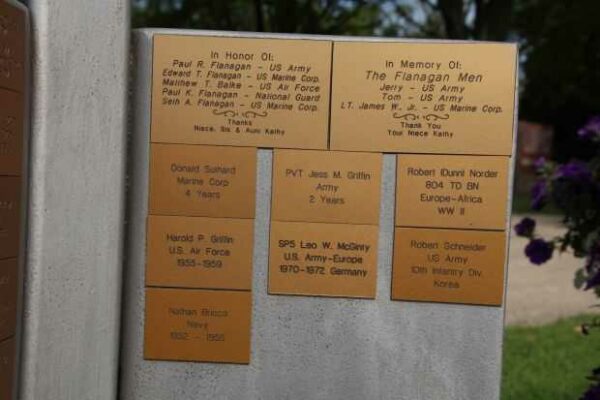 In Honor Of:
Paul R. Flanagan - US Army
Edward T. Flanagan - US Marine Corp.
Matthew T. Balke - US Air Force
Paul K. Flanagan - National Guard
Seth A. Flanagan - US Marine Corp.
Thanks
Niece, Sis & Aunt Kathy
In Memory Of:
The Flanagan Men
Jerry - US Army
Tom - US Army
LT. James W., Jr. - US Marine Corp.
Thank You
Your Niece Kathy
Donald Suihard
Marine Corp
4 Years
PVT Jess M. Griffin
Army
2 Years
Robert (Dunn) Norder
804 TD BN
Europe-Africa
WW II
Harold P. Griffin
U.S. Air Force
1955-1959
SP5 Leo W. McGinty
U.S. Army-Europe
1970-1972 Germany
Robert Schneider
US Army
10th Infantry Div.
Korea
Nathan Bucca
Navy
1952 - 1955